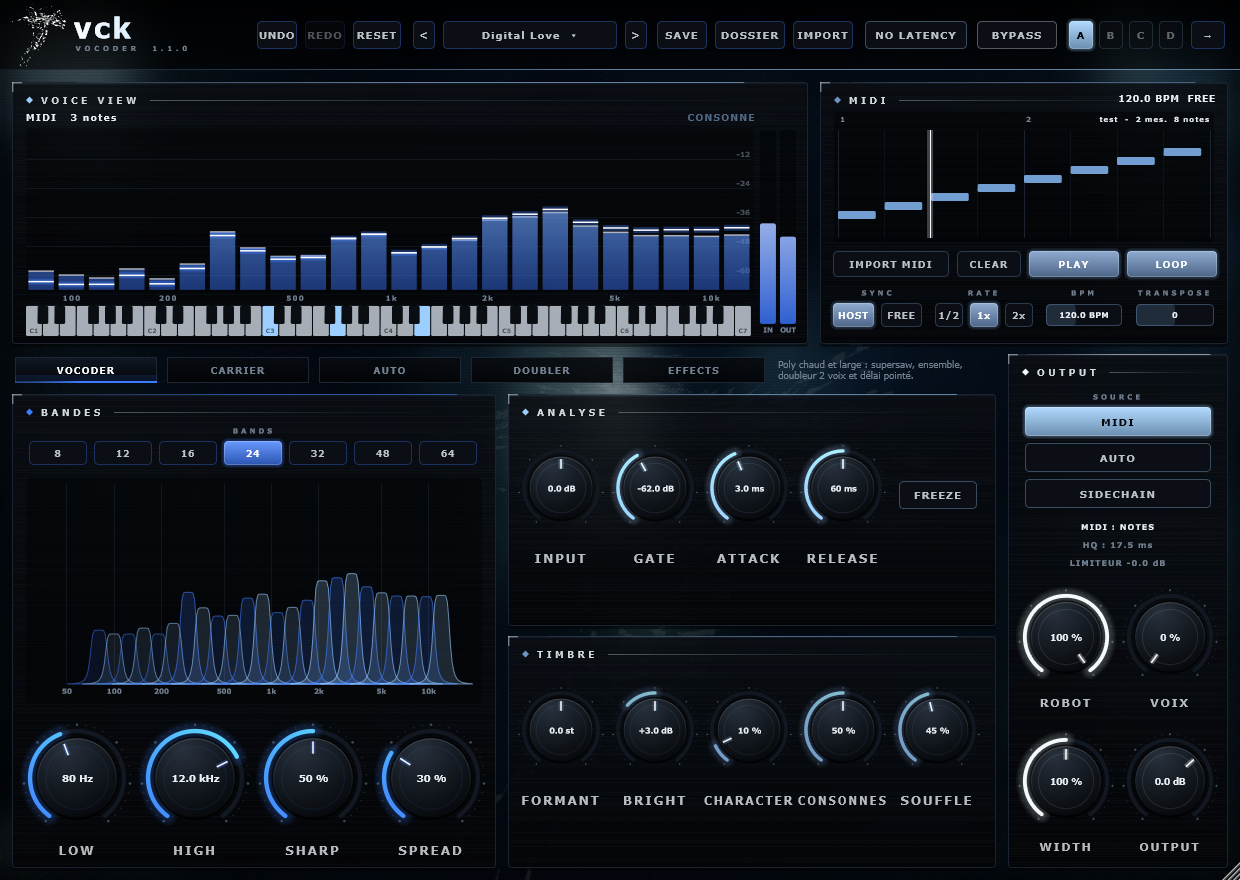 vck
VOCODER 1.1.0
UNDO
REDO
RESET
<
Digital Love
>
SAVE
DOSSIER
IMPORT
NO LATENCY
BYPASS
A
B
C
D
→
VOICE VIEW
MIDI 3 notes
CONSONNE
-12
-24
-36
-48
-60
100 200 500 1k 2k 5k 10k
C1 C2 C3 C4 C5 C6 C7
IN OUT
MIDI
120.0 BPM FREE
1
2
test - 2 mes. 8 notes
IMPORT MIDI
CLEAR
PLAY
LOOP
SYNC
RATE
BPM
TRANSPOSE
HOST
FREE
1/2
1x
2x
120.0 BPM
0
VOCODER
CARRIER
AUTO
DOUBLER
EFFECTS
Poly chaud et large : supersaw, ensemble,
doubleur 2 voix et délai pointé.
BANDES
BANDS
8
12
16
24
32
48
64
50 100 200 500 1k 2k 5k 10k
80 Hz
12.0 kHz
50 %
30 %
LOW
HIGH
SHARP
SPREAD
ANALYSE
0.0 dB
-62.0 dB
3.0 ms
60 ms
FREEZE
INPUT
GATE
ATTACK
RELEASE
TIMBRE
0.0 st
+3.0 dB
10 %
50 %
45 %
FORMANT
BRIGHT
CHARACTER
CONSONNES
SOUFFLE
OUTPUT
SOURCE
MIDI
AUTO
SIDECHAIN
MIDI : NOTES
HQ : 17.5 ms
LIMITEUR -0.0 dB
100 %
0 %
ROBOT
VOIX
100 %
0.0 dB
WIDTH
OUTPUT